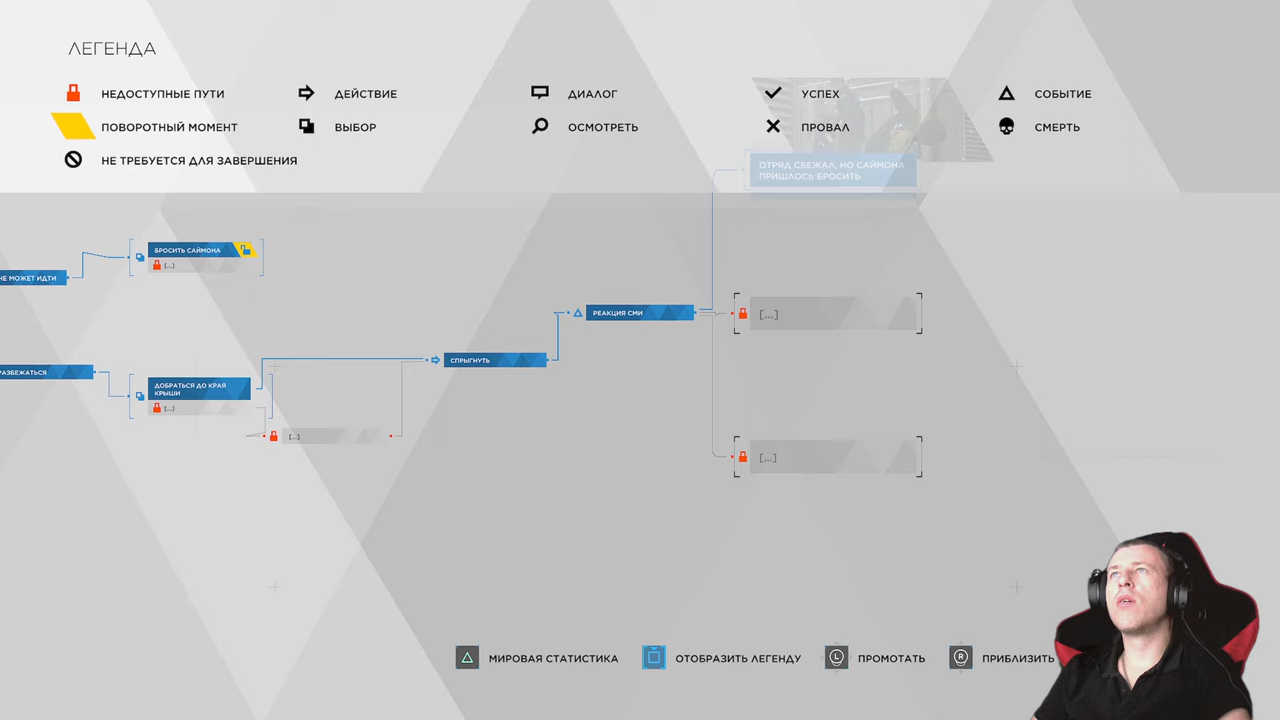 ЛЕГЕНДА
НЕДОСТУПНЫЕ ПУТИ
ДЕЙСТВИЕ
ДИАЛОГ
УСПЕХ
СОБЫТИЕ
ПОВОРОТНЫЙ МОМЕНТ
ВЫБОР
ОСМОТРЕТЬ
ПРОВАЛ
СМЕРТЬ
НЕ ТРЕБУЕТСЯ ДЛЯ ЗАВЕРШЕНИЯ
ОТРЯД СБЕЖАЛ, НО САЙМОНА
ПРИШЛОСЬ БРОСИТЬ.
БРОСИТЬ САЙМОНА
[...]
НЕ МОЖЕТ ИДТИ
РЕАКЦИЯ СМИ
[...]
СПРЫГНУТЬ
РАЗБЕЖАТЬСЯ
ДОБРАТЬСЯ ДО КРАЯ
КРЫШИ
[...]
[...]
[...]
МИРОВАЯ СТАТИСТИКА
ОТОБРАЗИТЬ ЛЕГЕНДУ
L
ПРОМОТАТЬ
R
ПРИБЛИЗИТЬ